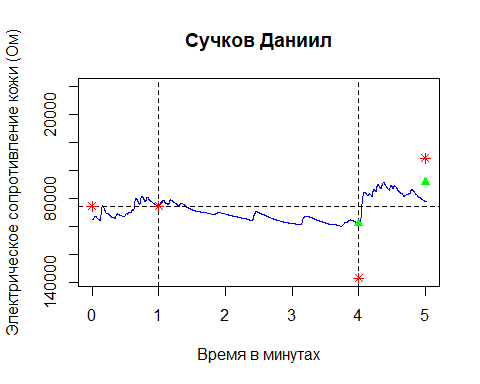 Сучков Даниил
Электрическое сопротивление кожи (Ом)
20000
80000
140000
0 1 2 3 4 5
Время в минутах